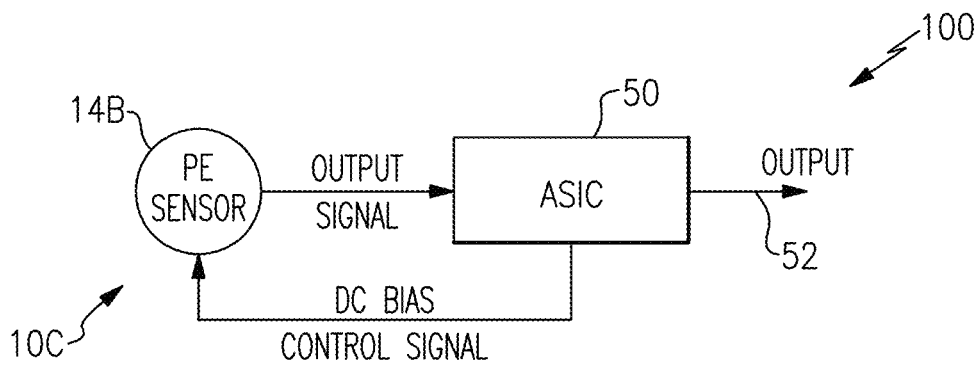 100
14B
50
PE
SENSOR
OUTPUT
SIGNAL
ASIC
OUTPUT
52
DC BIAS
CONTROL SIGNAL
10C